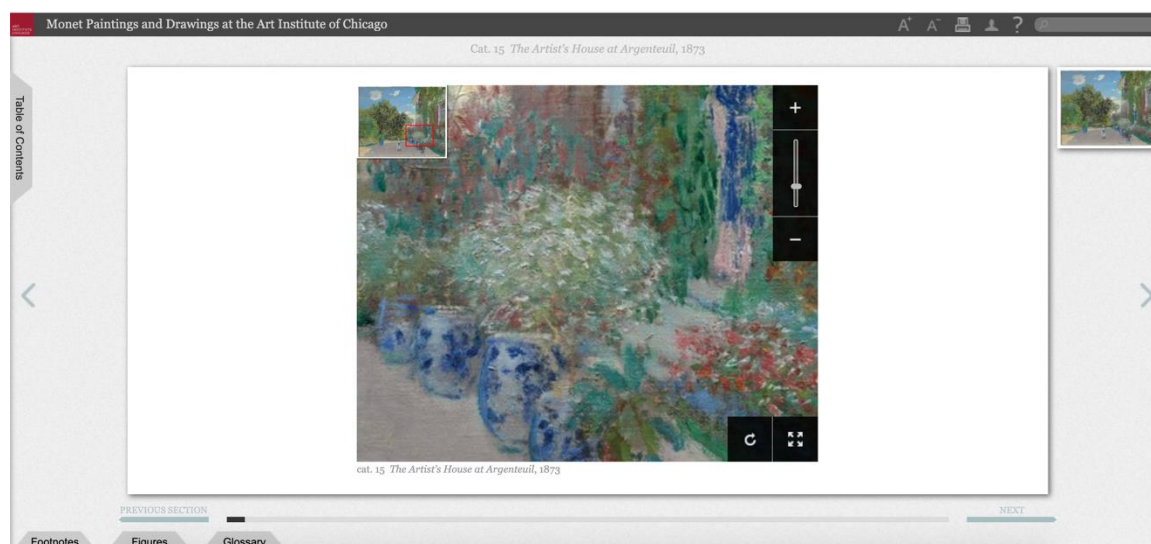 Monet Paintings and Drawings at the Art Institute of Chicago
A+ A- ?
Cat. 15 The Artist's House at Argenteuil, 1873
Table of Contents
cat. 15 The Artist's House at Argenteuil, 1873
PREVIOUS SECTION NEXT
Footnotes Figures Glossary